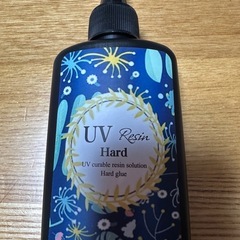 UV Resin
Hard
UV curable resin solution
Hard glue